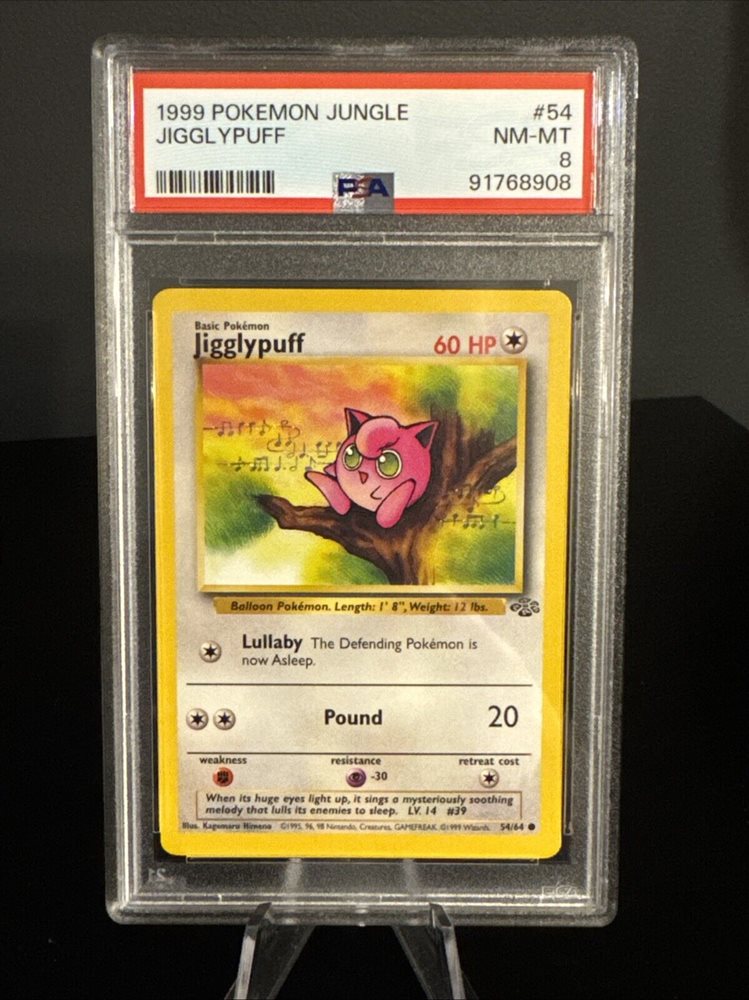 1999 POKEMON JUNGLE #54
JIGGLYPUFF NM-MT
8
PSA 91768908
Basic Pokémon
Jigglypuff 60 HP
Balloon Pokémon. Length: 1' 8", Weight: 12 lbs.
Lullaby The Defending Pokémon is
now Asleep.
Pound 20
weakness resistance retreat cost
-30
When its huge eyes light up, it sings a mysteriously soothing
melody that lulls its enemies to sleep. LV. 14 #39
Illus. Kagemaru Himeno ©1995, 96, 98 Nintendo, Creatures, GAMEFREAK. ©1999 Wizards. 54/64